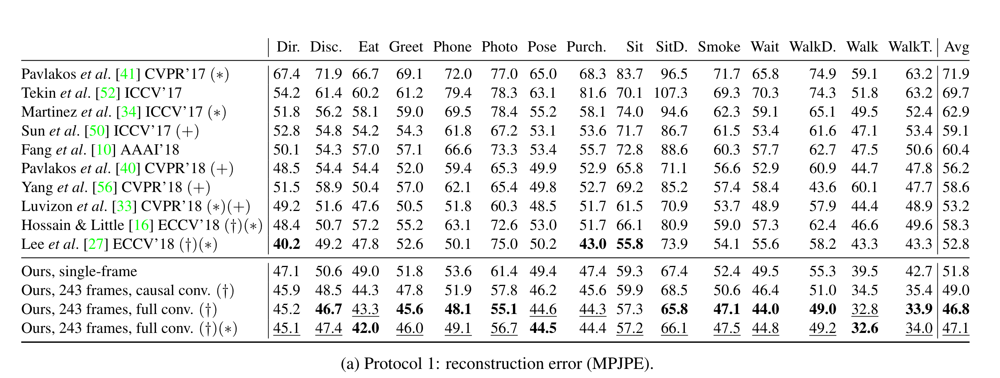 Dir. Disc. Eat Greet Phone Photo Pose Purch. Sit SitD. Smoke Wait WalkD. Walk WalkT. Avg
Pavlakos et al. [41] CVPR’17 (∗) 67.4 71.9 66.7 69.1 72.0 77.0 65.0 68.3 83.7 96.5 71.7 65.8 74.9 59.1 63.2 71.9
Tekin et al. [52] ICCV’17 54.2 61.4 60.2 61.2 79.4 78.3 63.1 81.6 70.1 107.3 69.3 70.3 74.3 51.8 63.2 69.7
Martinez et al. [34] ICCV’17 (∗) 51.8 56.2 58.1 59.0 69.5 78.4 55.2 58.1 74.0 94.6 62.3 59.1 65.1 49.5 52.4 62.9
Sun et al. [50] ICCV’17 (+) 52.8 54.8 54.2 54.3 61.8 67.2 53.1 53.6 71.7 86.7 61.5 53.4 61.6 47.1 53.4 59.1
Fang et al. [10] AAAI’18 50.1 54.3 57.0 57.1 66.6 73.3 53.4 55.7 72.8 88.6 60.3 57.7 62.7 47.5 50.6 60.4
Pavlakos et al. [40] CVPR’18 (+) 48.5 54.4 54.4 52.0 59.4 65.3 49.9 52.9 65.8 71.1 56.6 52.9 60.9 44.7 47.8 56.2
Yang et al. [56] CVPR’18 (+) 51.5 58.9 50.4 57.0 62.1 65.4 49.8 52.7 69.2 85.2 57.4 58.4 43.6 60.1 47.7 58.6
Luvizon et al. [33] CVPR’18 (∗)(+) 49.2 51.6 47.6 50.5 51.8 60.3 48.5 51.7 61.5 70.9 53.7 48.9 57.9 44.4 48.9 53.2
Hossain & Little [16] ECCV’18 (†)(∗) 48.4 50.7 57.2 55.2 63.1 72.6 53.0 51.7 66.1 80.9 59.0 57.3 62.4 46.6 49.6 58.3
Lee et al. [27] ECCV’18 (†)(∗) 40.2 49.2 47.8 52.6 50.1 75.0 50.2 43.0 55.8 73.9 54.1 55.6 58.2 43.3 43.3 52.8
Ours, single-frame 47.1 50.6 49.0 51.8 53.6 61.4 49.4 47.4 59.3 67.4 52.4 49.5 55.3 39.5 42.7 51.8
Ours, 243 frames, causal conv. (†) 45.9 48.5 44.3 47.8 51.9 57.8 46.2 45.6 59.9 68.5 50.6 46.4 51.0 34.5 35.4 49.0
Ours, 243 frames, full conv. (†) 45.2 46.7 43.3 45.6 48.1 55.1 44.6 44.3 57.3 65.8 47.1 44.0 49.0 32.8 33.9 46.8
Ours, 243 frames, full conv. (†)(∗) 45.1 47.4 42.0 46.0 49.1 56.7 44.5 44.4 57.2 66.1 47.5 44.8 49.2 32.6 34.0 47.1
(a) Protocol 1: reconstruction error (MPJPE).